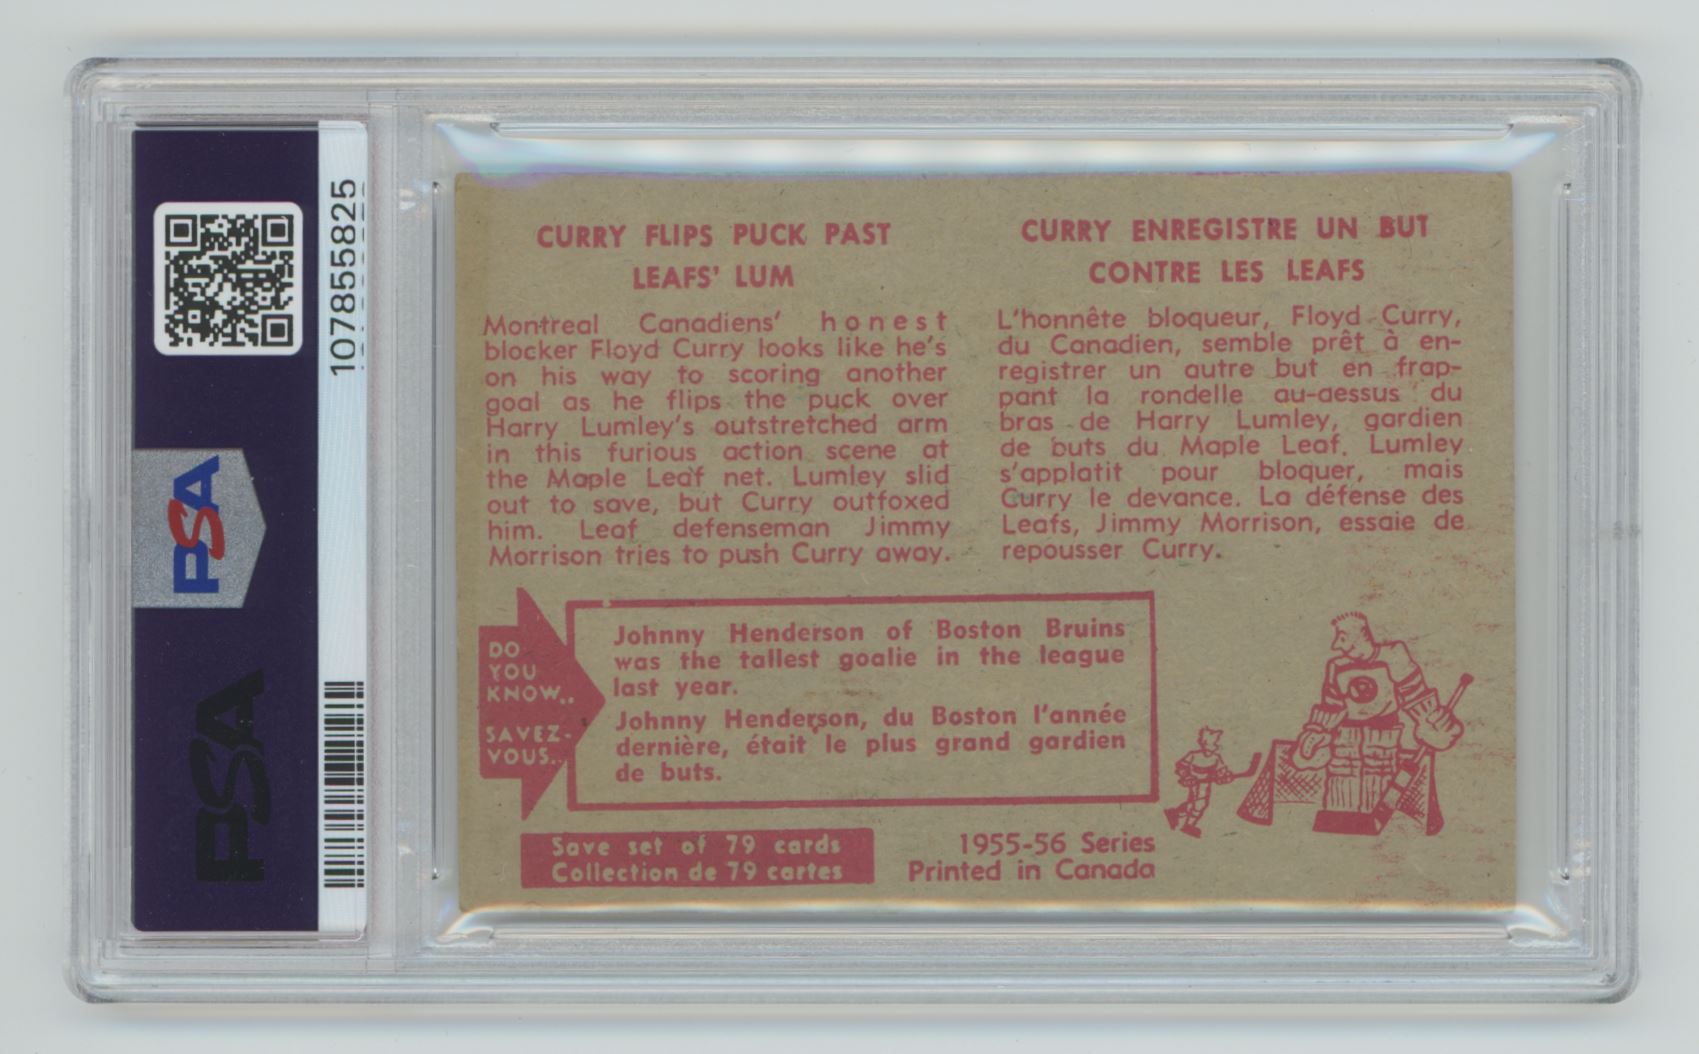 107855825
PSA
PSA
CURRY FLIPS PUCK PAST
LEAFS' LUM
Montreal Canadiens' honest
blocker Floyd Curry looks like he's
on his way to scoring another
goal as he flips the puck over
Harry Lumley's outstretched arm
in this furious action scene at
the Maple Leaf net. Lumley slid
out to save, but Curry outfoxed
him. Leaf defenseman Jimmy
Morrison tries to push Curry away.
CURRY ENREGISTRE UN BUT
CONTRE LES LEAFS
L'honnête bloqueur, Floyd Curry,
du Canadien, semble prêt à en-
registrer un autre but en frap-
pant la rondelle au-dessus du
bras de Harry Lumley, gardien
de buts du Maple Leaf. Lumley
s'applatit pour bloquer, mais
Curry le devance. La défense des
Leafs, Jimmy Morrison, essaie de
repousser Curry.
DO
YOU
KNOW..
SAVEZ-
VOUS..
Johnny Henderson of Boston Bruins
was the tallest goalie in the league
last year.
Johnny Henderson, du Boston l'année
dernière, était le plus grand gardien
de buts.
Save set of 79 cards
Collection de 79 cartes
1955-56 Series
Printed in Canada